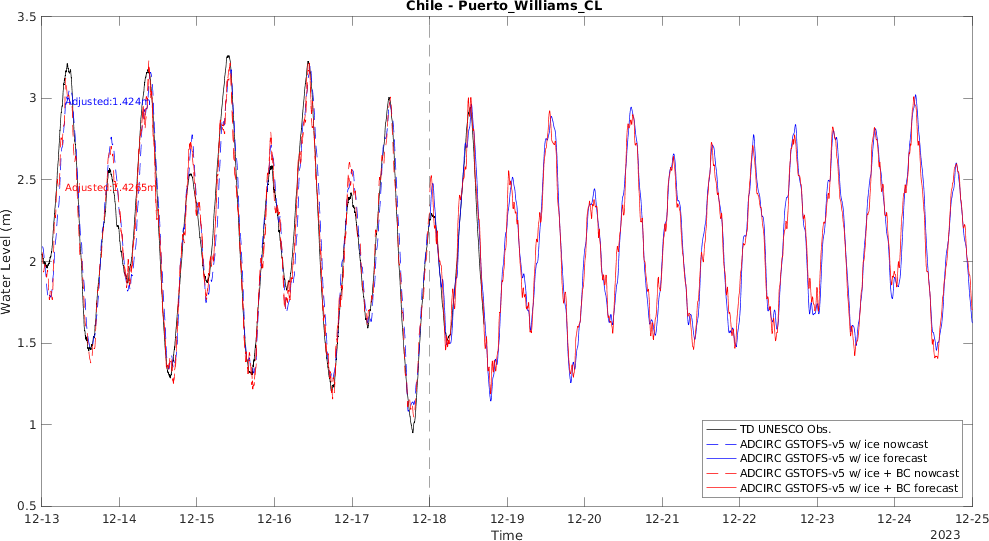 Chile - Puerto_Williams_CL
3.5
3
2.5
2
1.5
1
0.5
Water Level (m)
Adjusted:1.424m
Adjusted:1.4265m
TD UNESCO Obs.
ADCIRC GSTOFS-v5 w/ ice nowcast
ADCIRC GSTOFS-v5 w/ ice forecast
ADCIRC GSTOFS-v5 w/ ice + BC nowcast
ADCIRC GSTOFS-v5 w/ ice + BC forecast
12-13 12-14 12-15 12-16 12-17 12-18 12-19 12-20 12-21 12-22 12-23 12-24 12-25
Time
2023